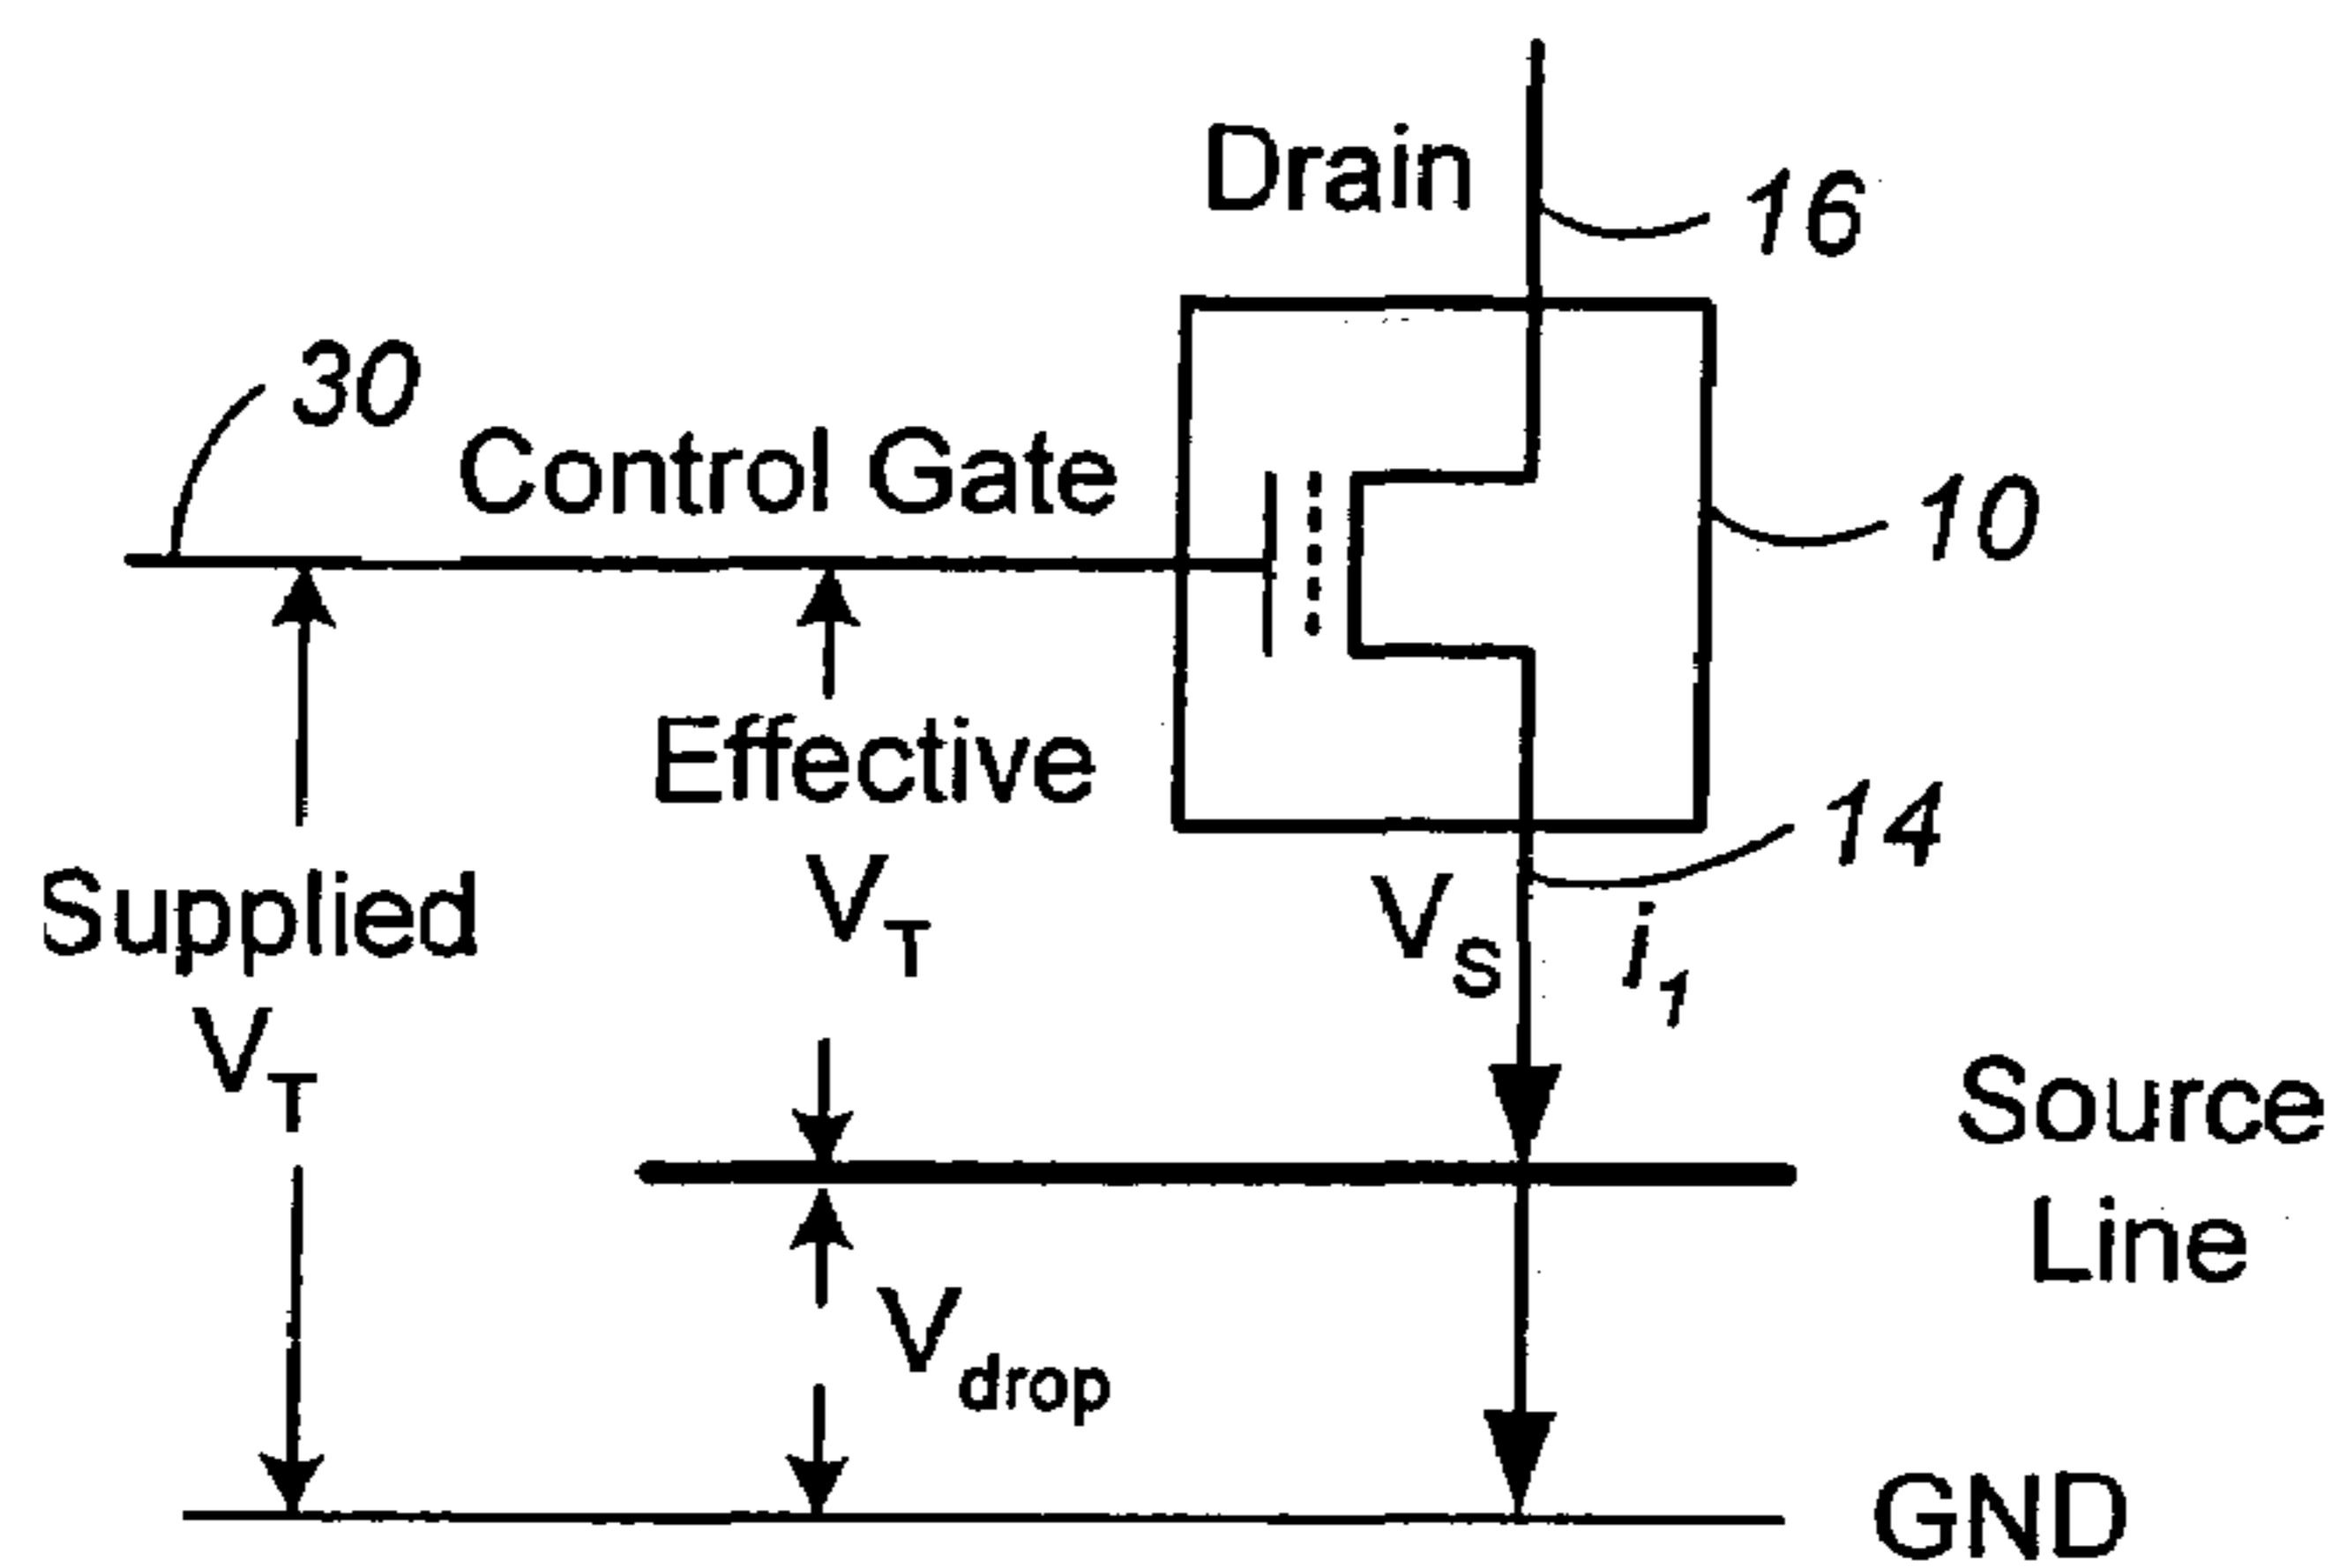 Drain
16
30
Control Gate
10
Effective
V_T
14
Supplied
V_T
V_S
i_1
Source
Line
V_drop
GND